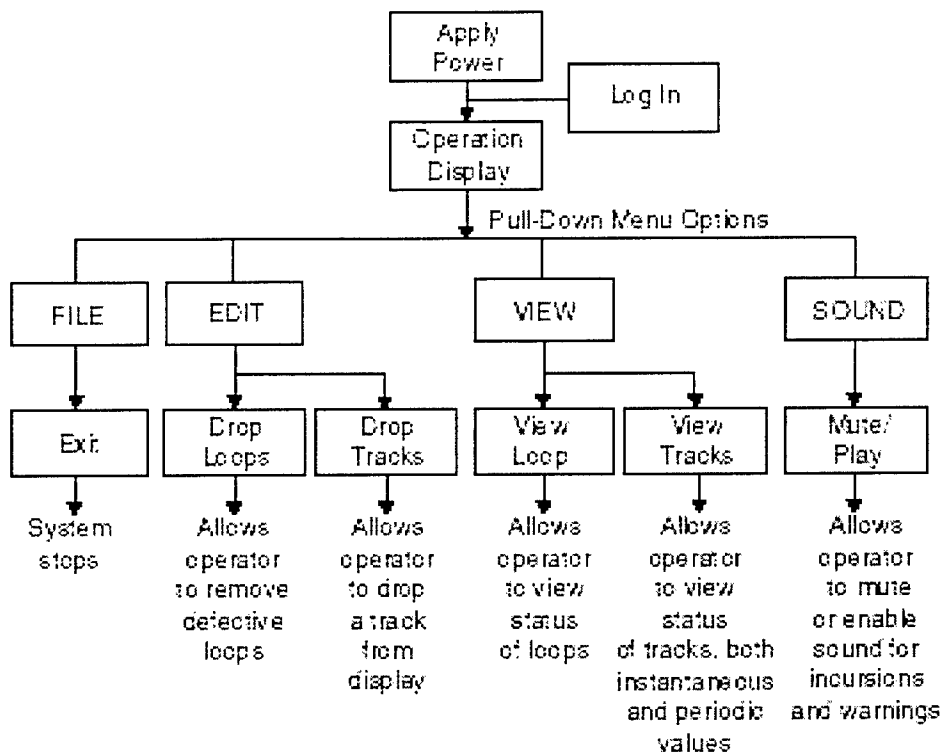 Apply
Power
Log In
Operation
Display
Pull-Down Menu Options
FILE
EDIT
VIEW
SOUND
Exit
Drop
Loops
Drop
Tracks
View
Loop
View
Tracks
Mute/
Play
System
stops
Allows
operator
to remove
defective
loops
Allows
operator
to drop
a track
from
display
Allows
operator
to view
status
of loops
Allows
operator
to view
status
of tracks, both
instantaneous
and periodic
values
Allows
operator
to mute
or enable
sound for
incursions
and warnings